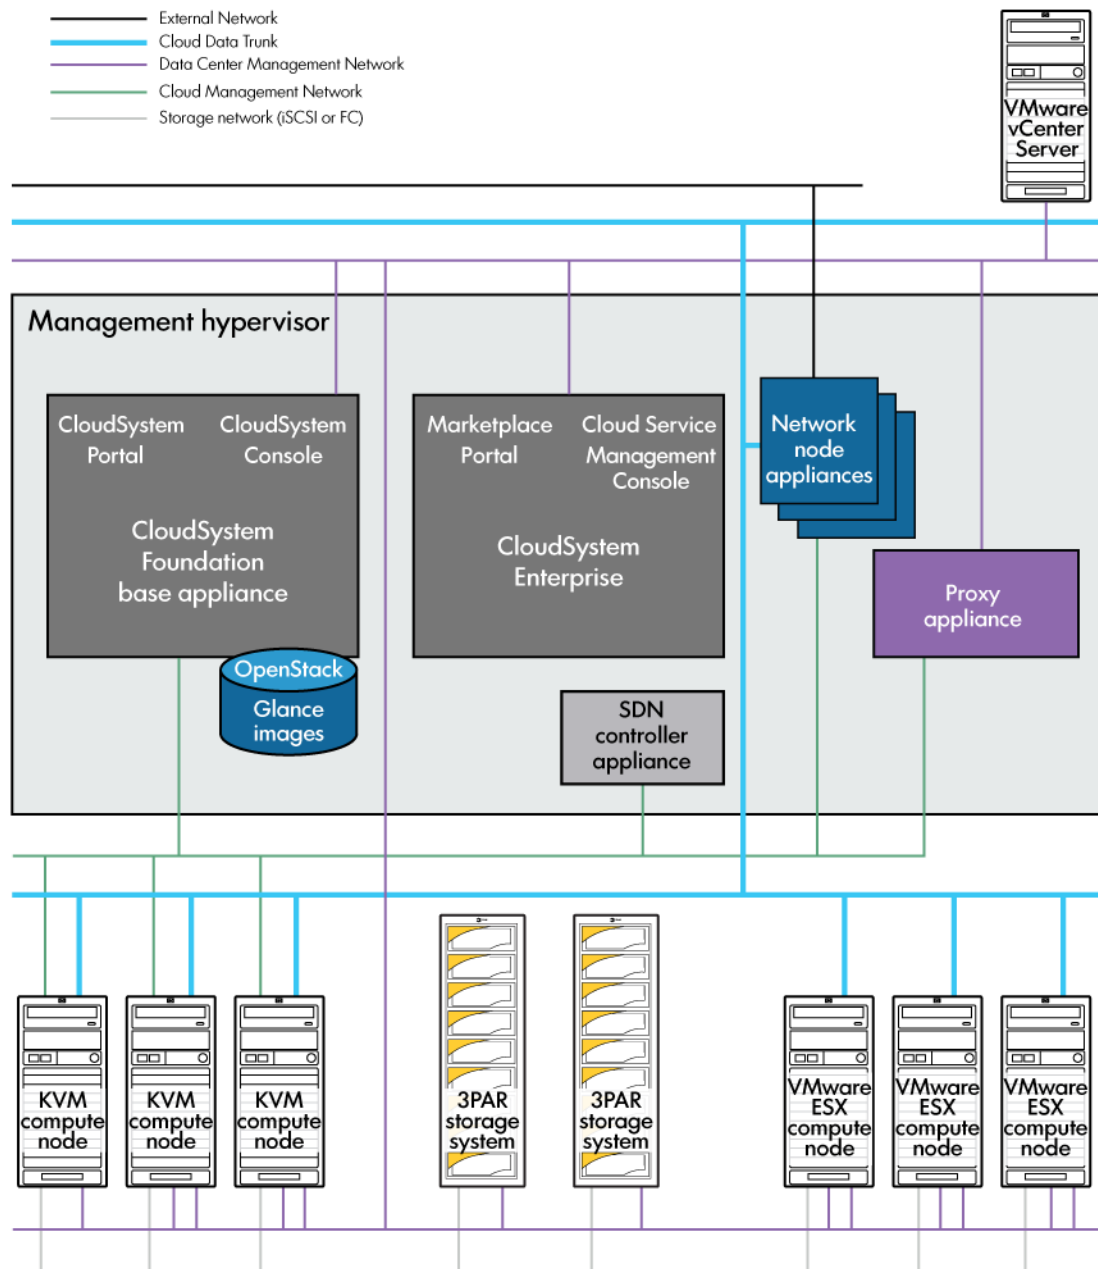 External Network
Cloud Data Trunk
Data Center Management Network
Cloud Management Network
Storage network (iSCSI or FC)
VMware
vCenter
Server
Management hypervisor
CloudSystem
Portal
CloudSystem
Console
CloudSystem
Foundation
base appliance
OpenStack
Glance
images
Marketplace
Portal
Cloud Service
Management
Console
CloudSystem
Enterprise
Network
node
appliances
Proxy
appliance
SDN
controller
appliance
KVM
compute
node
KVM
compute
node
KVM
compute
node
3PAR
storage
system
3PAR
storage
system
VMware
ESX
compute
node
VMware
ESX
compute
node
VMware
ESX
compute
node